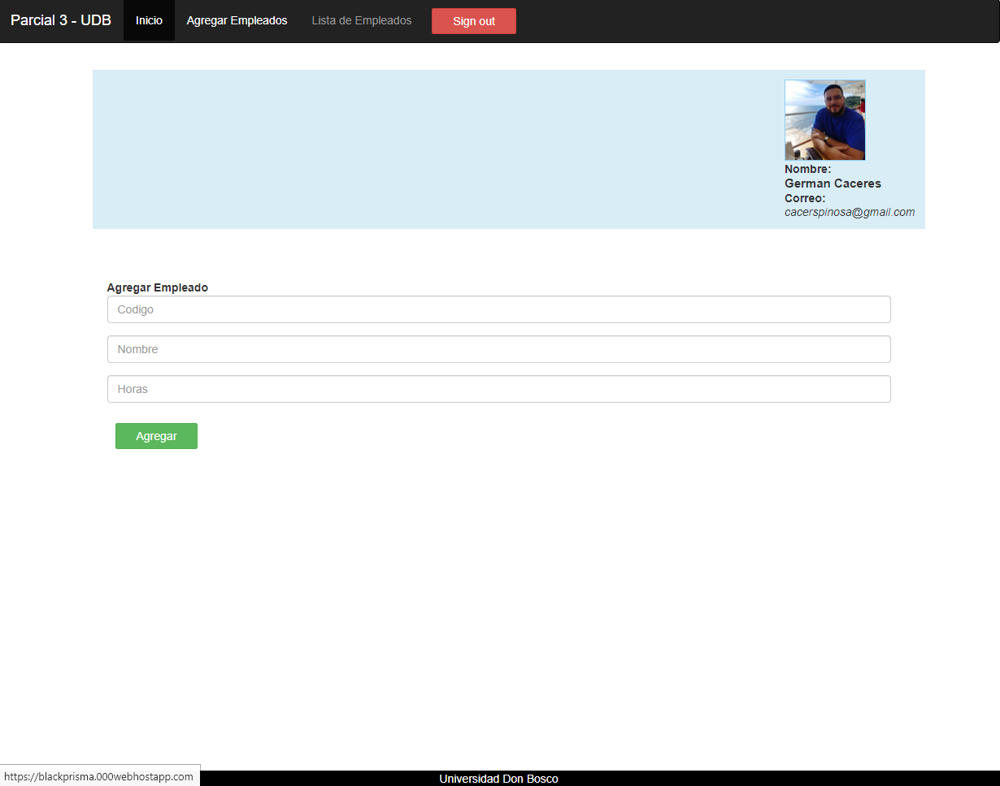 Parcial 3 - UDB Inicio Agregar Empleados Lista de Empleados Sign out
Nombre:
German Caceres
Correo:
cacerspinosa@gmail.com
Agregar Empleado
Codigo
Nombre
Horas
Agregar
https://blackprisma.000webhostapp.com
Universidad Don Bosco